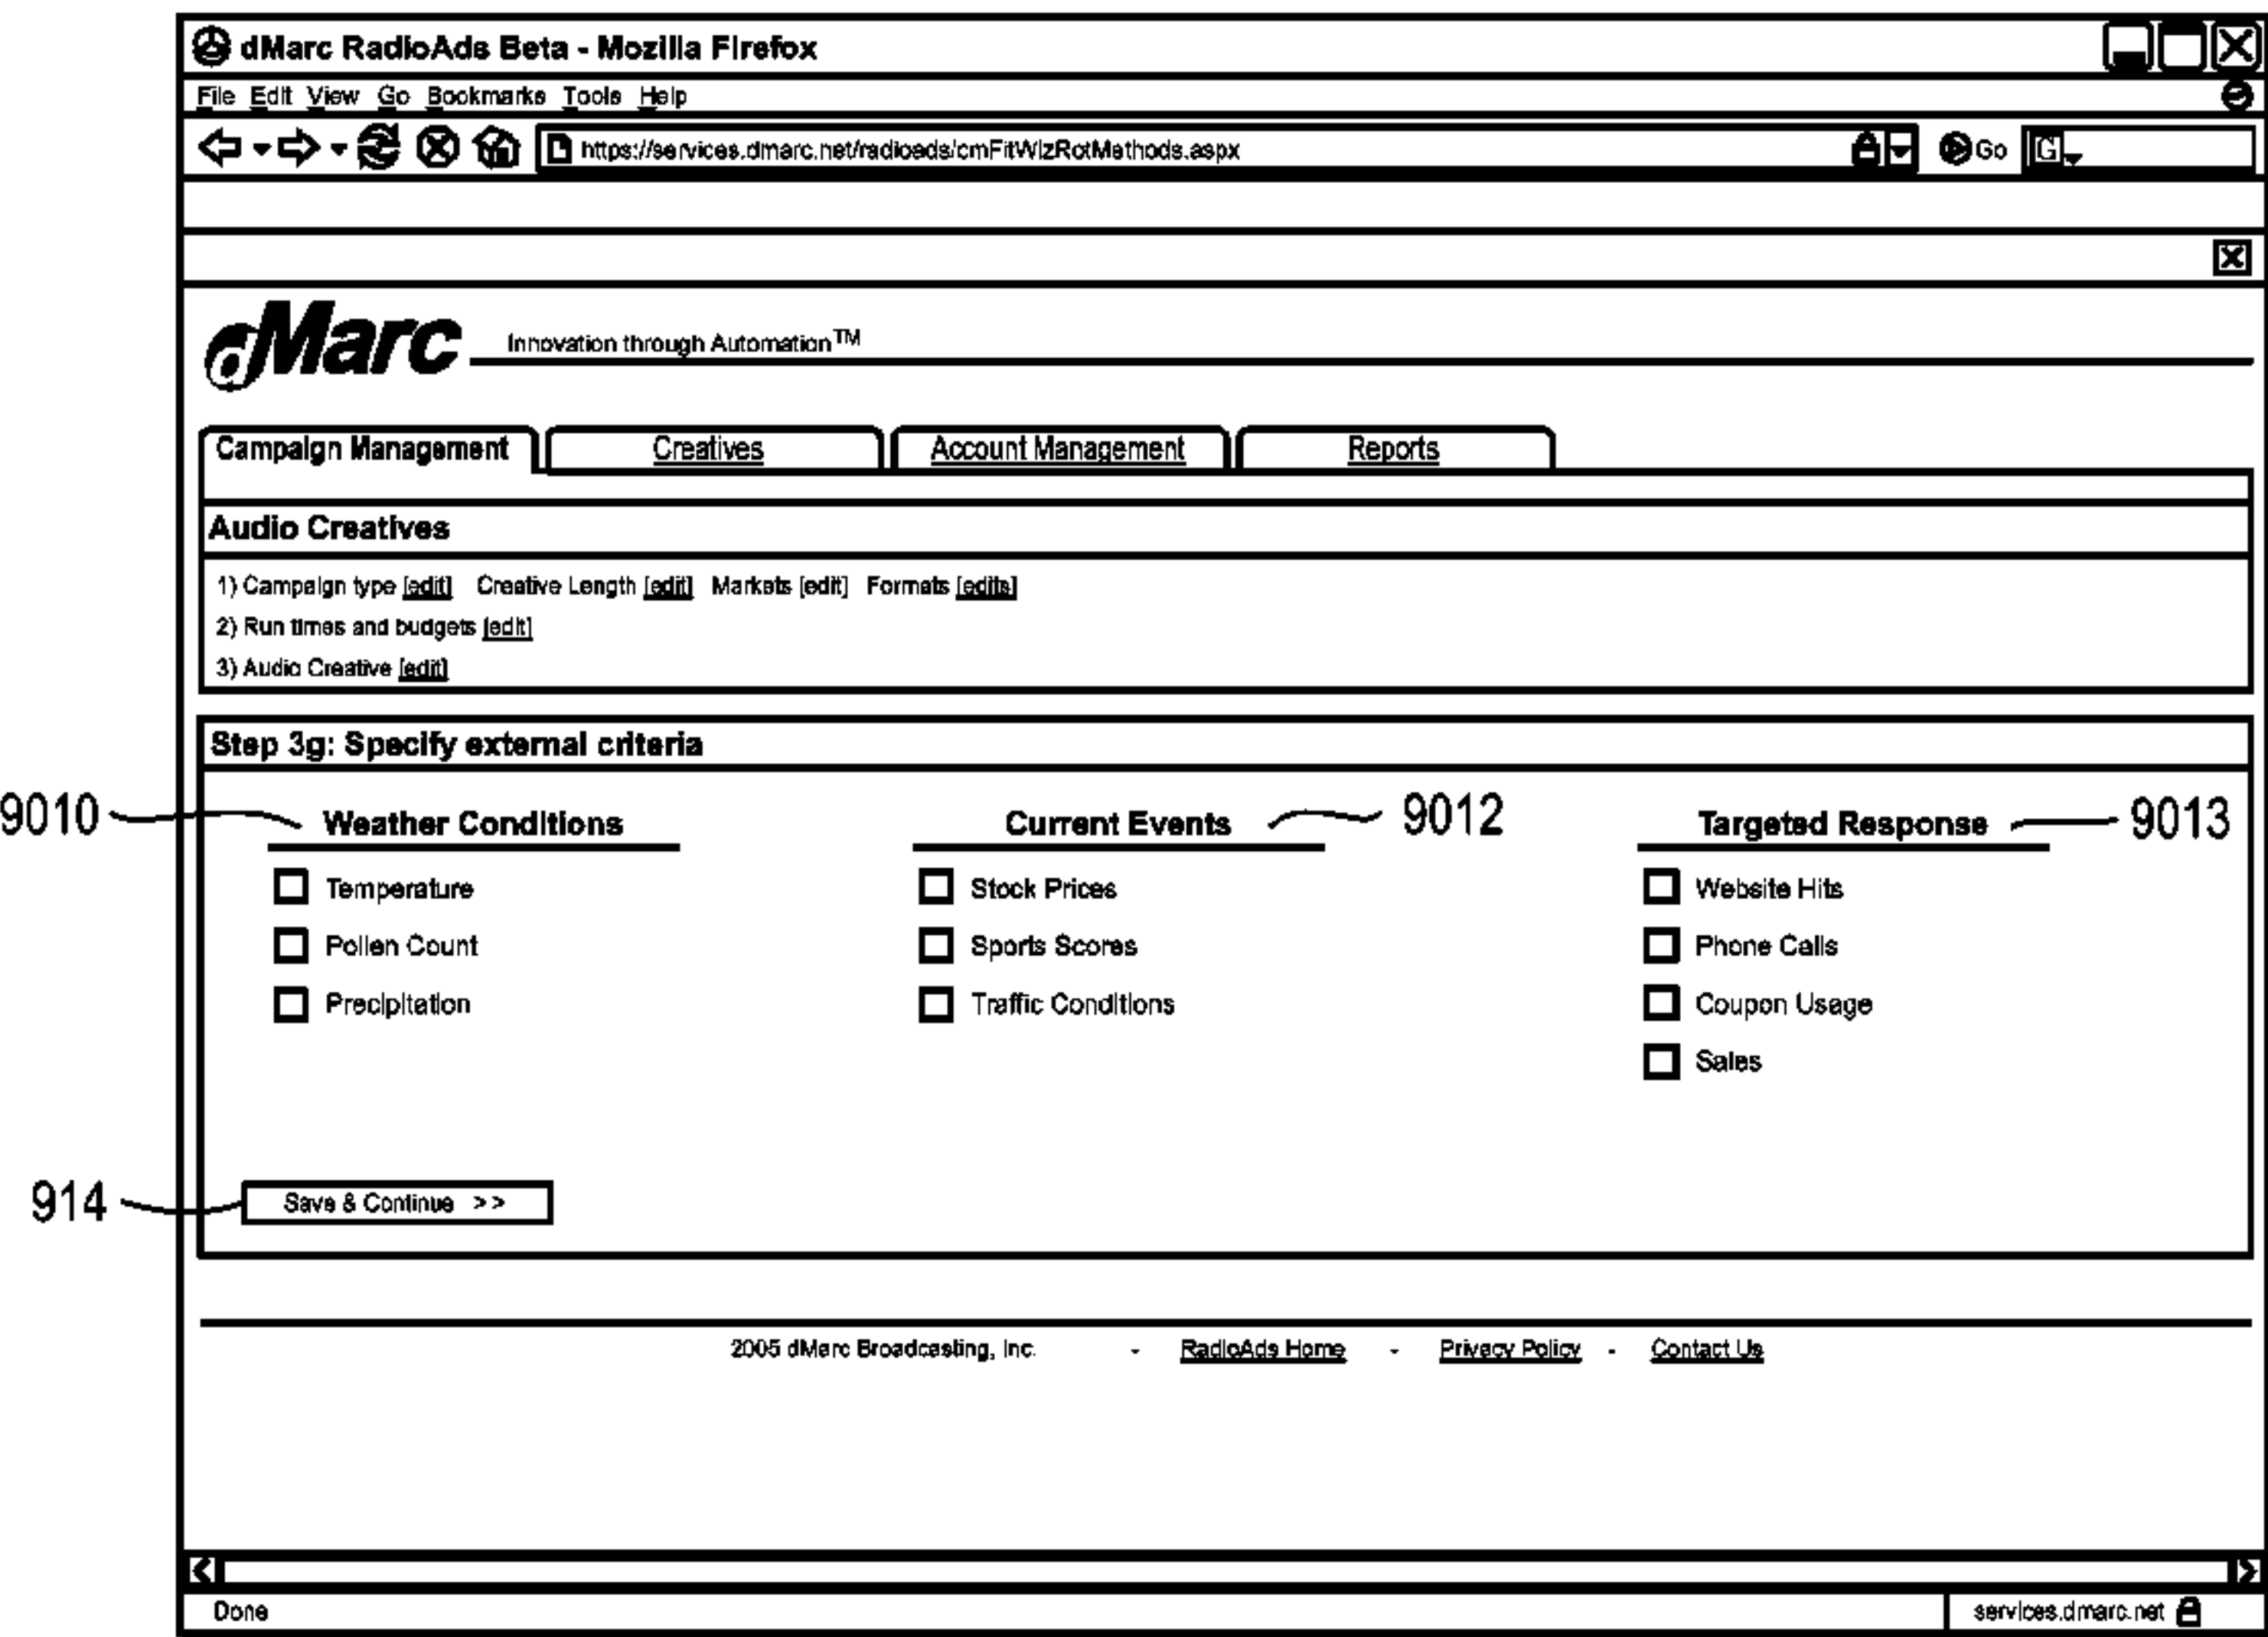 dMarc RadioAds Beta - Mozilla Firefox
File Edit View Go Bookmarks Tools Help
https://services.dmarc.net/radioads/cmFitWizRotMethods.aspx Go G
dMarc Innovation through Automation™
Campaign Management Creatives Account Management Reports
Audio Creatives
1) Campaign type [edit] Creative Length [edit] Markets [edit] Formats [edits]
2) Run times and budgets [edit]
3) Audio Creative [edit]
Step 3g: Specify external criteria
9010 Weather Conditions Current Events 9012 Targeted Response 9013
Temperature Stock Prices Website Hits
Pollen Count Sports Scores Phone Calls
Precipitation Traffic Conditions Coupon Usage
Sales
914 Save & Continue >>
2005 dMarc Broadcasting, Inc. - RadioAds Home - Privacy Policy - Contact Us
Done services.dmarc.net